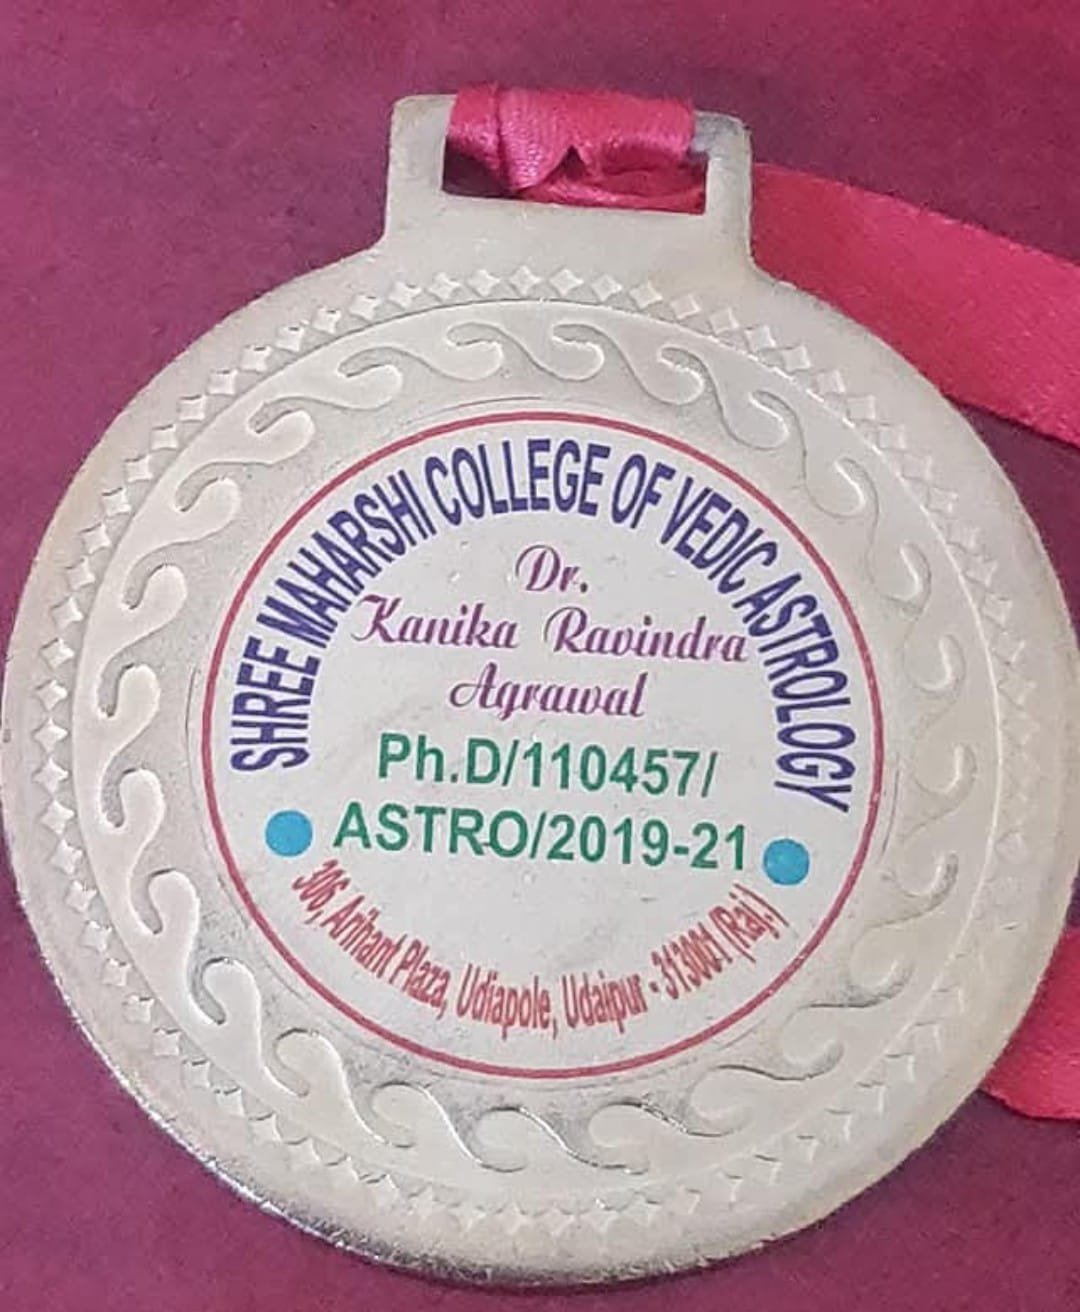 SHREE MAHARSHI COLLEGE OF VEDIC ASTROLOGY
Dr.
Kanika Ravindra
Agrawal
Ph.D/110457/
ASTRO/2019-21
306, Arihant Plaza, Udiapole, Udaipur - 313001 (Raj.)